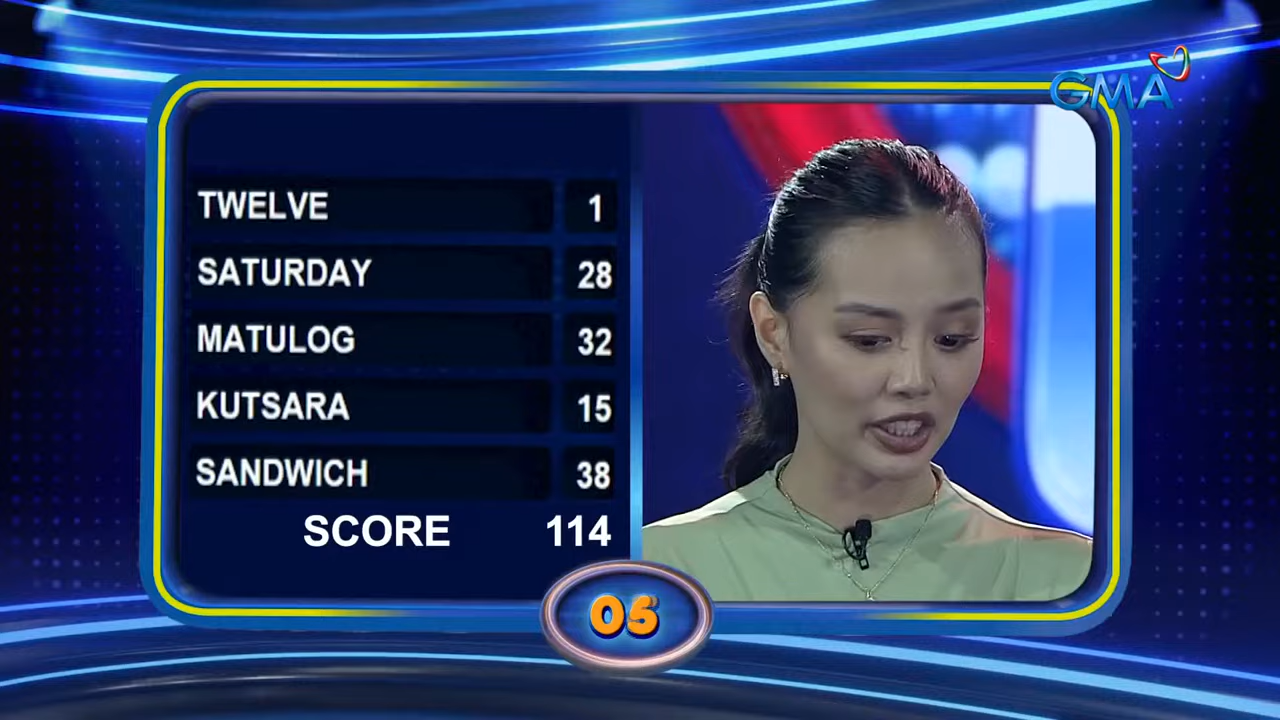 GMA
TWELVE 1
SATURDAY 28
MATULOG 32
KUTSARA 15
SANDWICH 38
SCORE 114
05